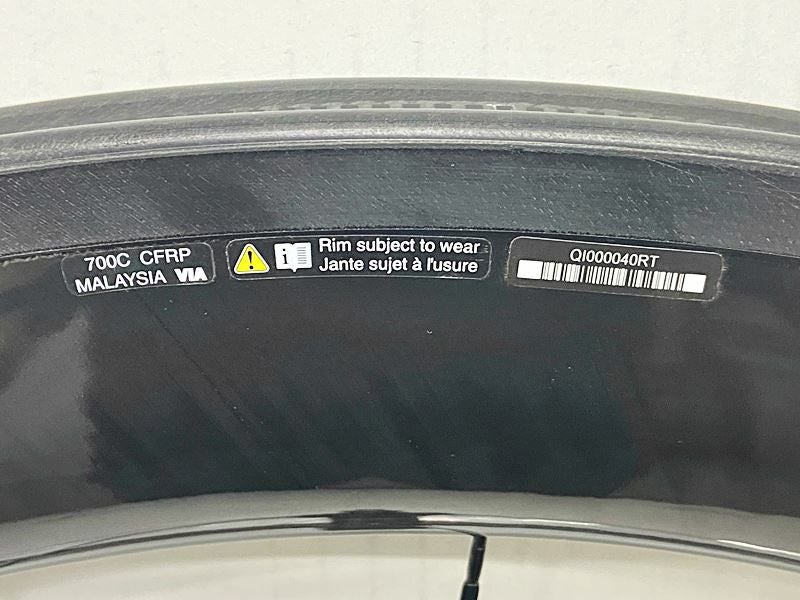 700C CFRP
MALAYSIA VIA
i
Rim subject to wear
Jante sujet à l'usure
QI000040RT